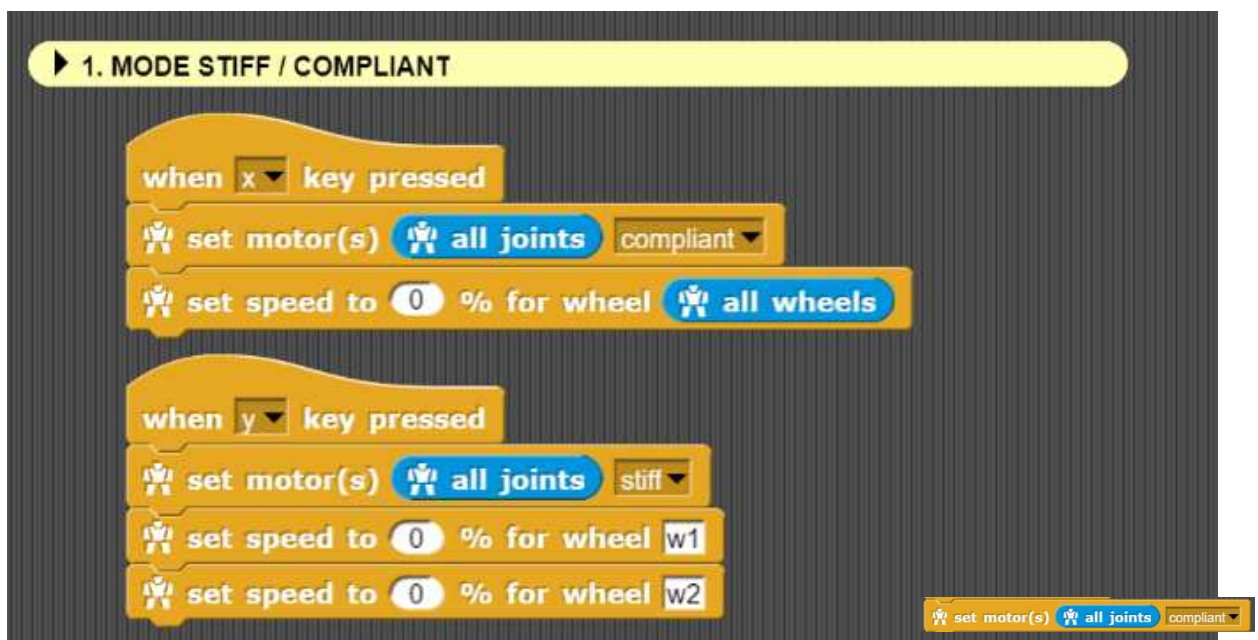 1. MODE STIFF / COMPLIANT
when x key pressed
set motor(s) all joints compliant
set speed to 0 % for wheel all wheels
when y key pressed
set motor(s) all joints stiff
set speed to 0 % for wheel w1
set speed to 0 % for wheel w2
set motor(s) all joints compliant